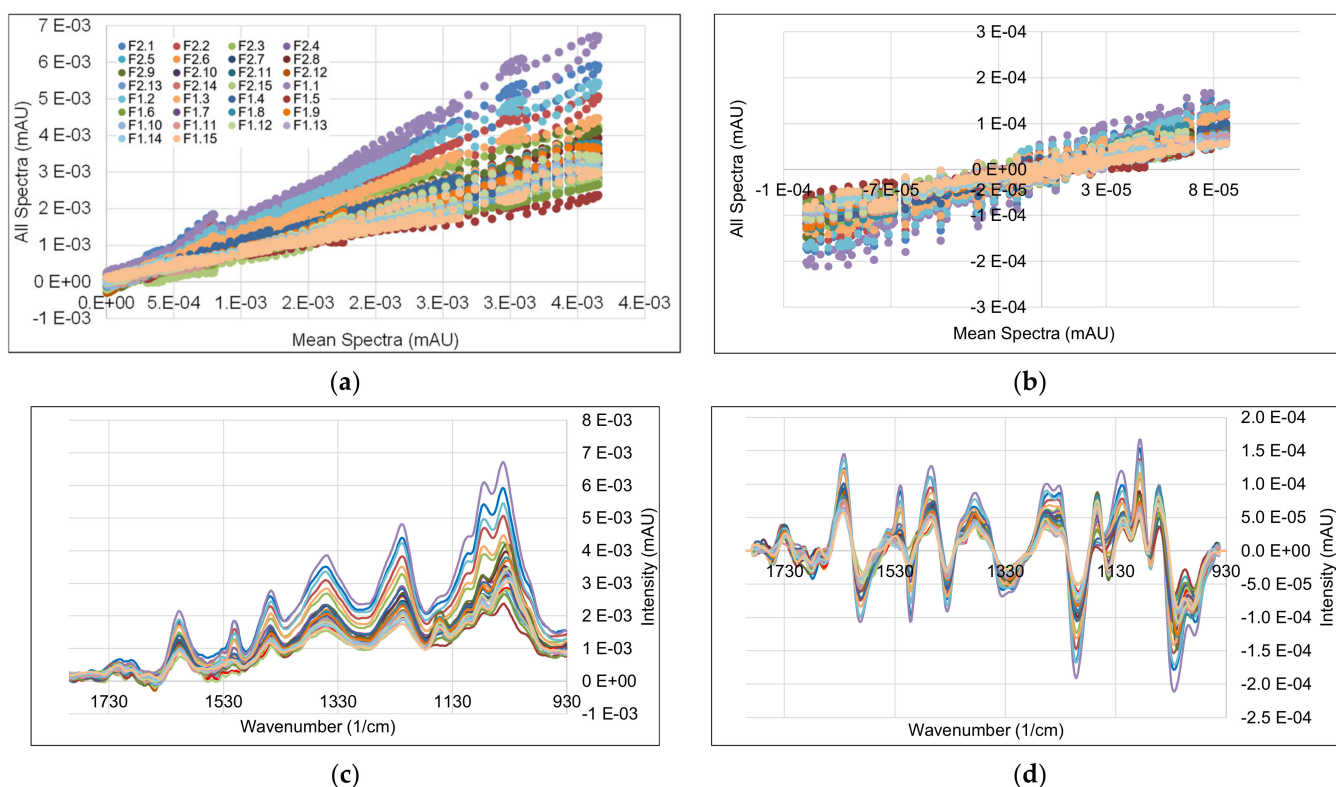 7 E-03
6 E-03
5 E-03
4 E-03
3 E-03
2 E-03
1 E-03
0 E+00
-1 E-03
F2.1 F2.2 F2.3 F2.4
F2.5 F2.6 F2.7 F2.8
F2.9 F2.10 F2.11 F2.12
F2.13 F2.14 F2.15 F1.1
F1.2 F1.3 F1.4 F1.5
F1.6 F1.7 F1.8 F1.9
F1.10 F1.11 F1.12 F1.13
F1.14 F1.15
0.E+00 5.E-04 1.E-03 2.E-03 2.E-03 3.E-03 3.E-03 4.E-03 4.E-03
All Spectra (mAU)
Mean Spectra (mAU)
(a)
3 E-04
2 E-04
1 E-04
0 E+00
-1 E-04
-2 E-04
-3 E-04
-1 E-04 -7 E-05 -2 E-05 3 E-05 8 E-05
All Spectra (mAU)
Mean Spectra (mAU)
(b)
8 E-03
7 E-03
6 E-03
5 E-03
4 E-03
3 E-03
2 E-03
1 E-03
0 E+00
-1 E-03
1730 1530 1330 1130 930
Intensity (mAU)
Wavenumber (1/cm)
(c)
2.0 E-04
1.5 E-04
1.0 E-04
5.0 E-05
0.0 E+00
-5.0 E-05
-1.0 E-04
-1.5 E-04
-2.0 E-04
-2.5 E-04
1730 1530 1330 1130 930
Intensity (mAU)
Wavenumber (1/cm)
(d)